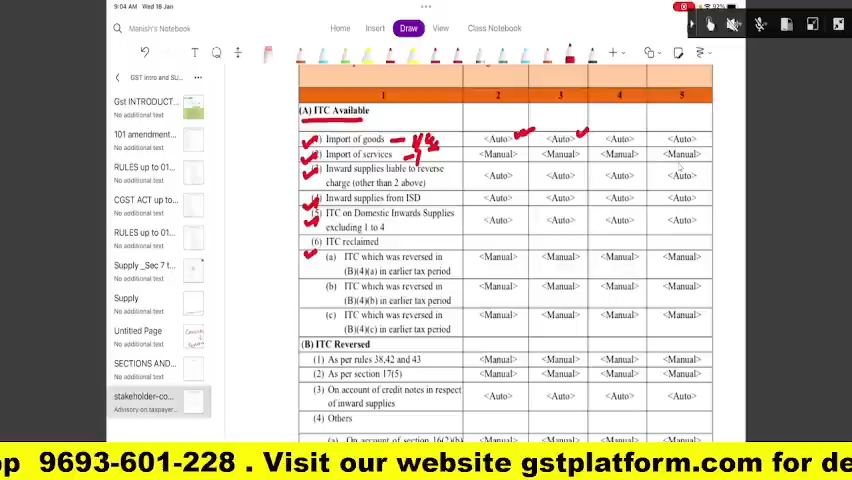 9:04 AM Wed 18 Jan
92%
Manish's Notebook
Home Insert Draw View Class Notebook
GST intro and SU...
Gst INTRODUCT...
No additional text
101 amendment...
No additional text
RULES up to 01...
No additional text
CGST ACT up to...
No additional text
RULES up to 01...
No additional text
Supply _Sec 7 t...
No additional text
Supply
No additional text
Untitled Page
No additional text
SECTIONS AND...
No additional text
stakeholder-co...
Advisory on taxpayer...
1 2 3 4 5
(A) ITC Available
(1) Import of goods <Auto> <Auto> <Auto> <Auto>
(2) Import of services <Manual> <Manual> <Manual> <Manual>
(3) Inward supplies liable to reverse
charge (other than 2 above) <Auto> <Auto> <Auto> <Auto>
(4) Inward supplies from ISD <Auto> <Auto> <Auto> <Auto>
(5) ITC on Domestic Inwards Supplies
excluding 1 to 4 <Auto> <Auto> <Auto> <Auto>
(6) ITC reclaimed
(a) ITC which was reversed in <Manual> <Manual> <Manual> <Manual>
(B)(4)(a) in earlier tax period
(b) ITC which was reversed in <Manual> <Manual> <Manual> <Manual>
(B)(4)(b) in earlier tax period
(c) ITC which was reversed in <Manual> <Manual> <Manual> <Manual>
(B)(4)(c) in earlier tax period
(B) ITC Reversed
(1) As per rules 38,42 and 43 <Manual> <Manual> <Manual> <Manual>
(2) As per section 17(5) <Manual> <Manual> <Manual> <Manual>
(3) On account of credit notes in respect
of inward supplies <Auto> <Auto> <Auto> <Auto>
(4) Others
(a) On account of section 16(2)(b) <Manual> <Manual> <Manual> <Manual>
pp 9693-601-228 . Visit our website gstplatform.com for de